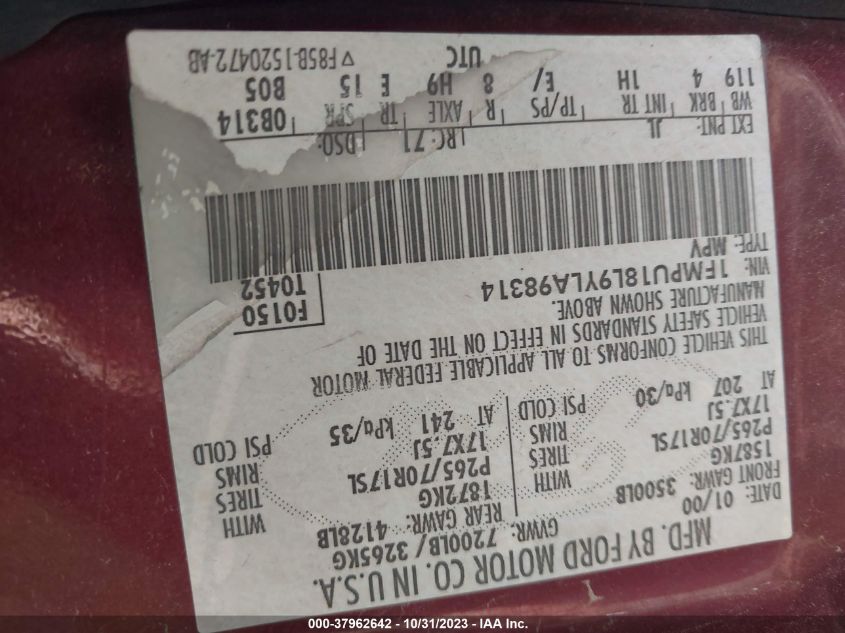 MFD. BY FORD MOTOR CO. IN U.S.A.
DATE: 01/00 GVWR: 7200LB/ 3265KG
FRONT GAWR: 3500LB REAR GAWR: 4128LB
1587KG WITH 1872KG WITH
P265/70R17SL TIRES P265/70R17SL TIRES
17X7.5J RIMS 17X7.5J RIMS
AT 207 kPa/30 PSI COLD AT 241 kPa/35 PSI COLD
THIS VEHICLE CONFORMS TO ALL APPLICABLE FEDERAL MOTOR
VEHICLE SAFETY STANDARDS IN EFFECT ON THE DATE OF
MANUFACTURE SHOWN ABOVE.
VIN: 1FMPU18L9YLA98314 F0150
TYPE: MPV T0452
EXT PNT: JL RC: 71 DSO:
WB BRK INT TR TP/PS R AXLE TR SPR 0B314
119 4 1H E/ 8 H9 E 15 B05
UTC
▽ F85B-1520472-AB
000-37962642 - 10/31/2023 - IAA Inc.